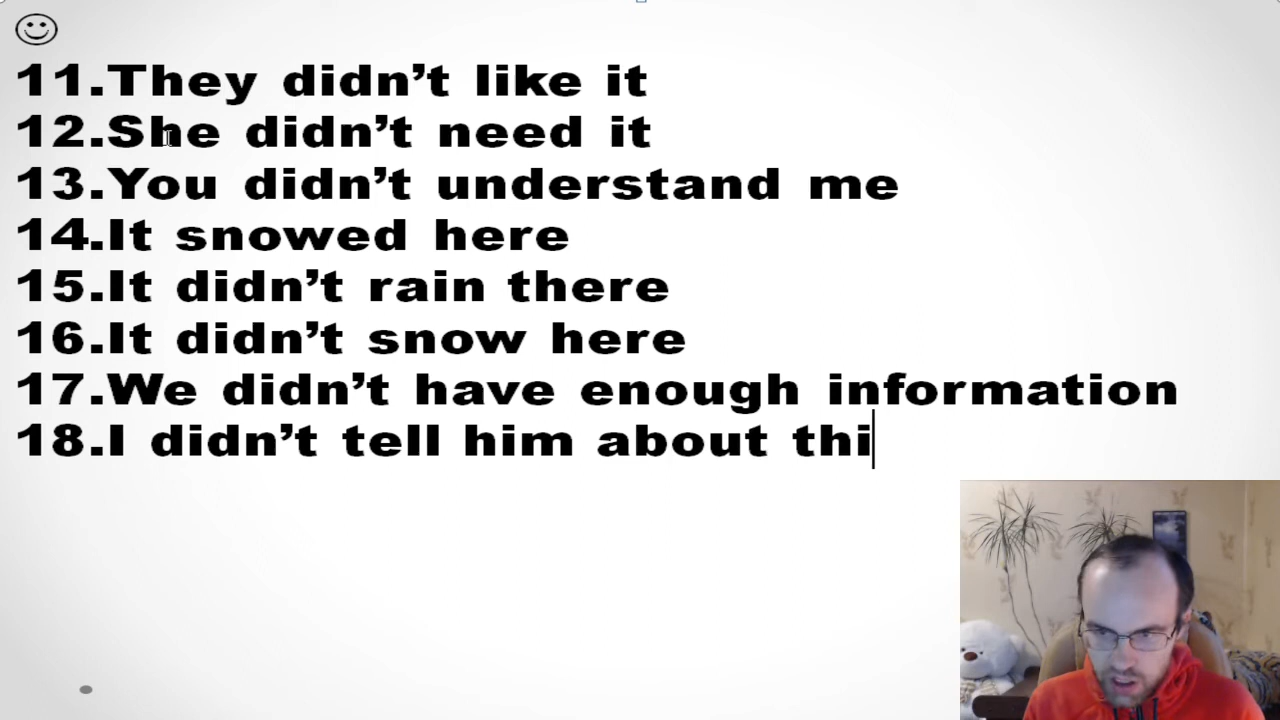 11.They didn’t like it
12.She didn’t need it
13.You didn’t understand me
14.It snowed here
15.It didn’t rain there
16.It didn’t snow here
17.We didn’t have enough information
18.I didn’t tell him about thi